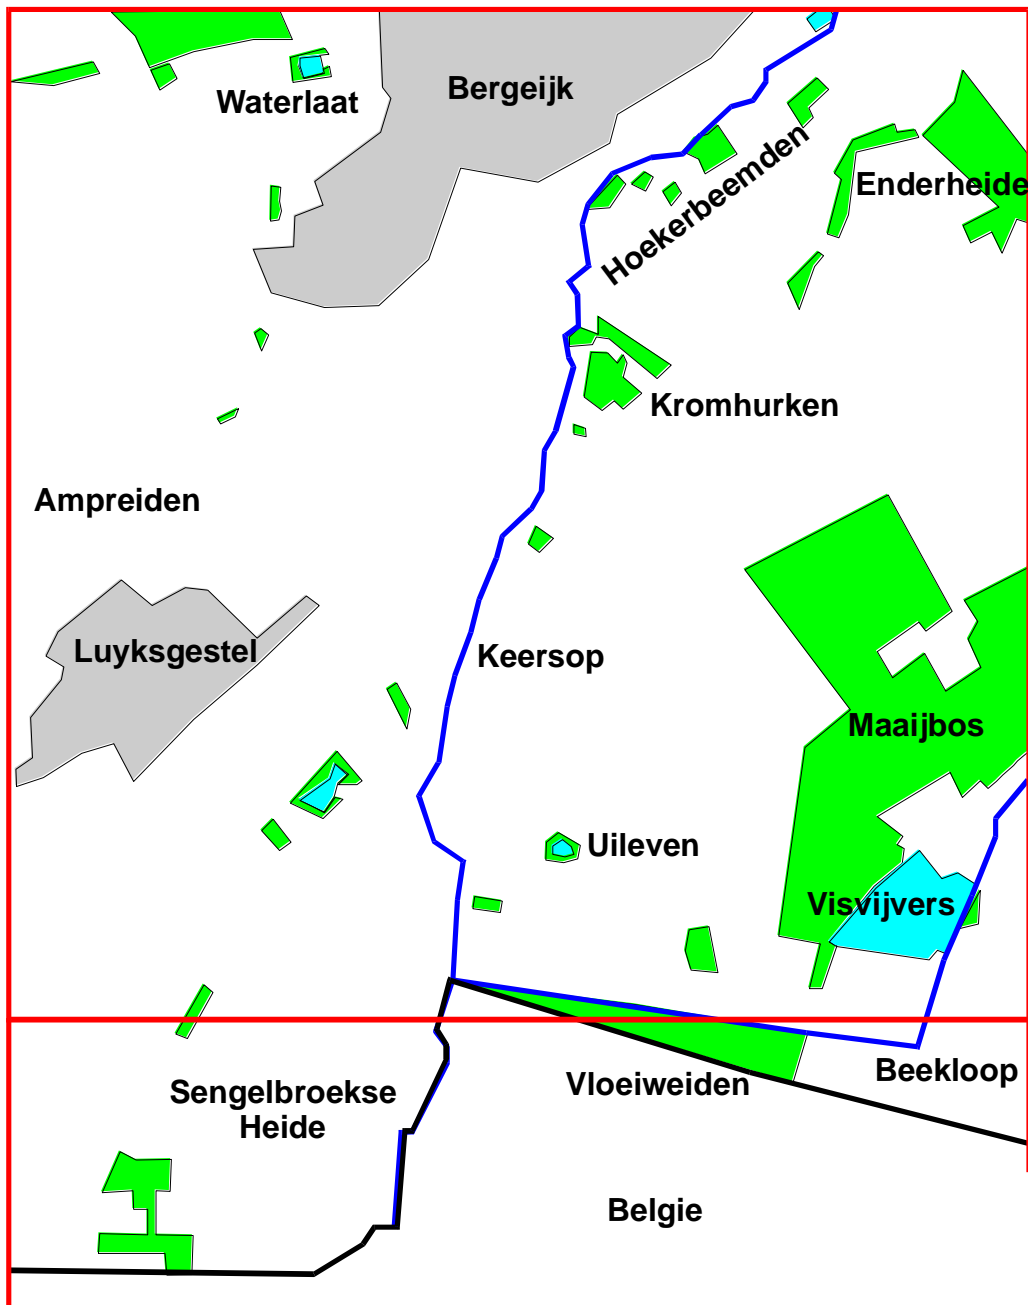 Bergeijk
Waterlaat
Hoekerbeemden
Enderheide
Kromhurken
Ampreiden
Luyksgestel
Keersop
Maaijbos
Uileven
Visvijvers
Beekloop
Vloeiweiden
Sengelbroekse
Heide
Belgie